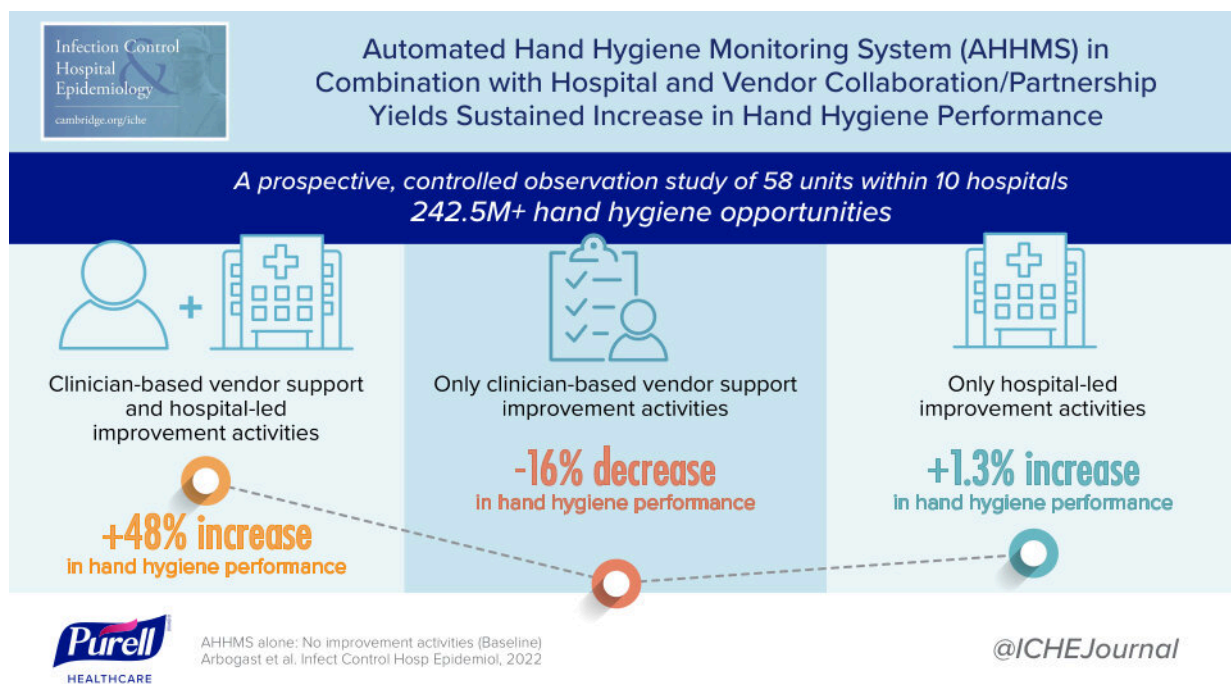 Infection Control
& Hospital
Epidemiology
cambridge.org/iche
Automated Hand Hygiene Monitoring System (AHHMS) in
Combination with Hospital and Vendor Collaboration/Partnership
Yields Sustained Increase in Hand Hygiene Performance
A prospective, controlled observation study of 58 units within 10 hospitals
242.5M+ hand hygiene opportunities
+
Clinician-based vendor support
and hospital-led
improvement activities
+48% increase
in hand hygiene performance
Only clinician-based vendor support
improvement activities
-16% decrease
in hand hygiene performance
Only hospital-led
improvement activities
+1.3% increase
in hand hygiene performance
Purell
HEALTHCARE
AHHMS alone: No improvement activities (Baseline)
Arbogast et al. Infect Control Hosp Epidemiol, 2022
@ICHEJournal